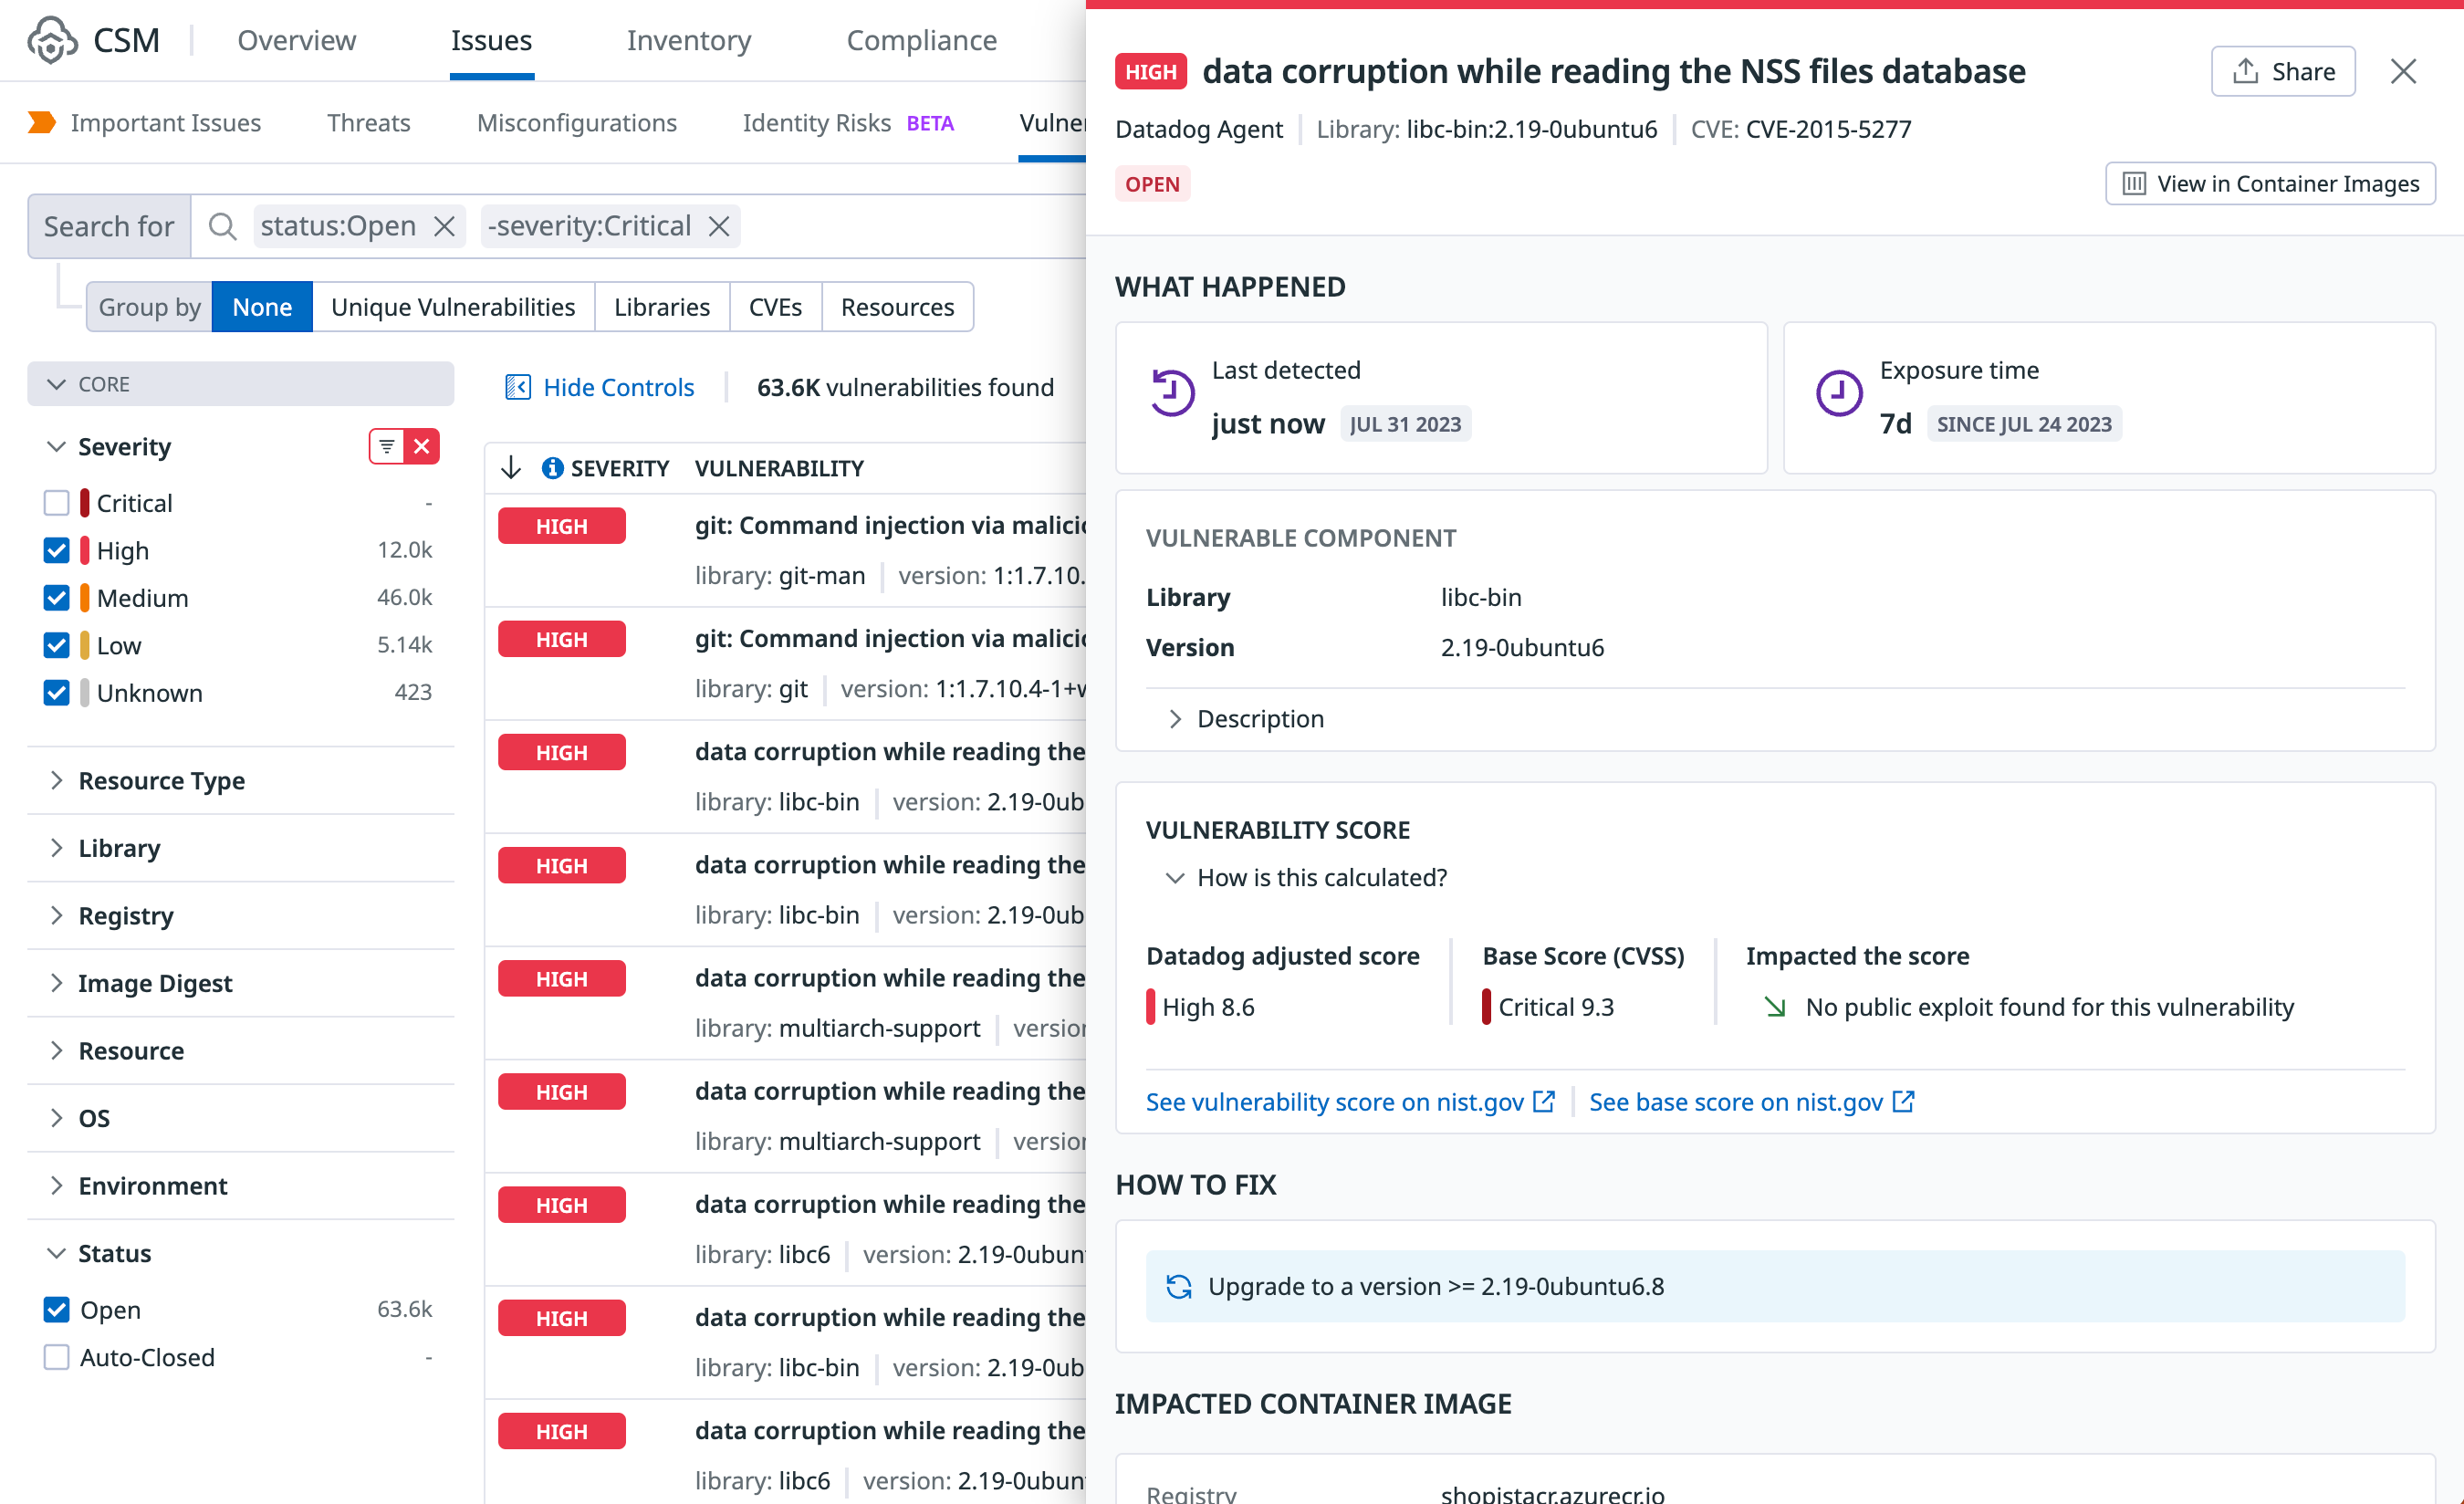 CSM
Overview
Issues
Inventory
Compliance
Important Issues
Threats
Misconfigurations
Identity Risks BETA
Search for
status:Open
-severity:Critical
Group by
None
Unique Vulnerabilities
Libraries
CVEs
Resources
CORE
Severity
Critical -
High 12.0k
Medium 46.0k
Low 5.14k
Unknown 423
Resource Type
Library
Registry
Image Digest
Resource
OS
Environment
Status
Open 63.6k
Auto-Closed -
Hide Controls
63.6K vulnerabilities found
SEVERITY VULNERABILITY
HIGH git: Command injection via
library: git-man version: 1:1.7.10.
HIGH git: Command injection via
library: git version: 1:1.7.10.4-1+
HIGH data corruption while reading the
library: libc-bin version: 2.19-0ub
HIGH data corruption while reading the
library: libc-bin version: 2.19-0ub
HIGH data corruption while reading the
library: multiarch-support
HIGH data corruption while reading the
library: multiarch-support
HIGH data corruption while reading the
library: libc6 version: 2.19-0ubun
HIGH data corruption while reading the
library: libc-bin version: 2.19-0ub
HIGH data corruption while reading the
library: libc6 version: 2.19-0ubun
HIGH data corruption while reading the NSS files database
Share
Datadog Agent Library: libc-bin:2.19-0ubuntu6 CVE: CVE-2015-5277
OPEN
View in Container Images
WHAT HAPPENED
Last detected
just now JUL 31 2023
Exposure time
7d SINCE JUL 24 2023
VULNERABLE COMPONENT
Library libc-bin
Version 2.19-0ubuntu6
Description
VULNERABILITY SCORE
How is this calculated?
Datadog adjusted score
High 8.6
Base Score (CVSS)
Critical 9.3
Impacted the score
No public exploit found for this vulnerability
See vulnerability score on nist.gov
See base score on nist.gov
HOW TO FIX
Upgrade to a version >= 2.19-0ubuntu6.8
IMPACTED CONTAINER IMAGE
Registry shopistacr.azurecr.io